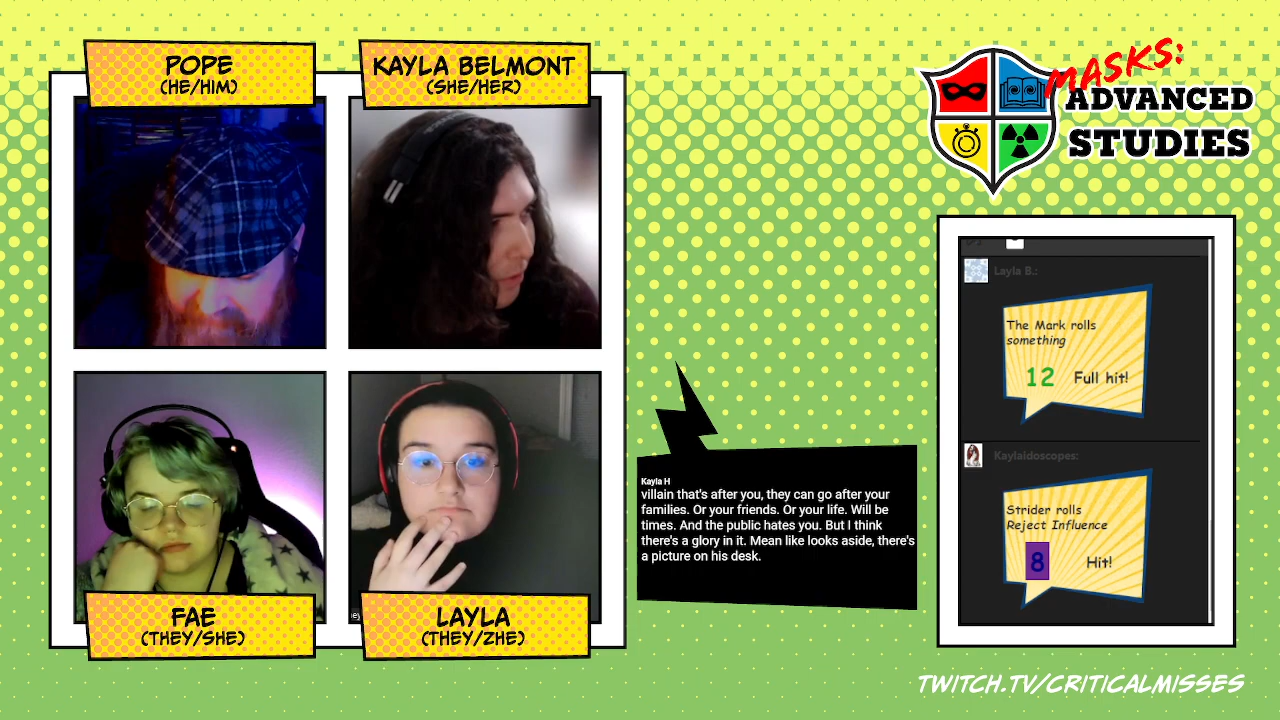 POPE
(HE/HIM)
KAYLA BELMONT
(SHE/HER)
MASKS:
ADVANCED
STUDIES
FAE
(THEY/SHE)
LAYLA
(THEY/ZHE)
Kayla H
villain that's after you, they can go after your
families. Or your friends. Or your life. Will be
times. And the public hates you. But I think
there's a glory in it. Mean like looks aside, there's
a picture on his desk.
Layla B.:
The Mark rolls
something
12 Full hit!
Kaylaidoscopes:
Strider rolls
Reject Influence
8 Hit!
TWITCH.TV/CRITICALMISSES